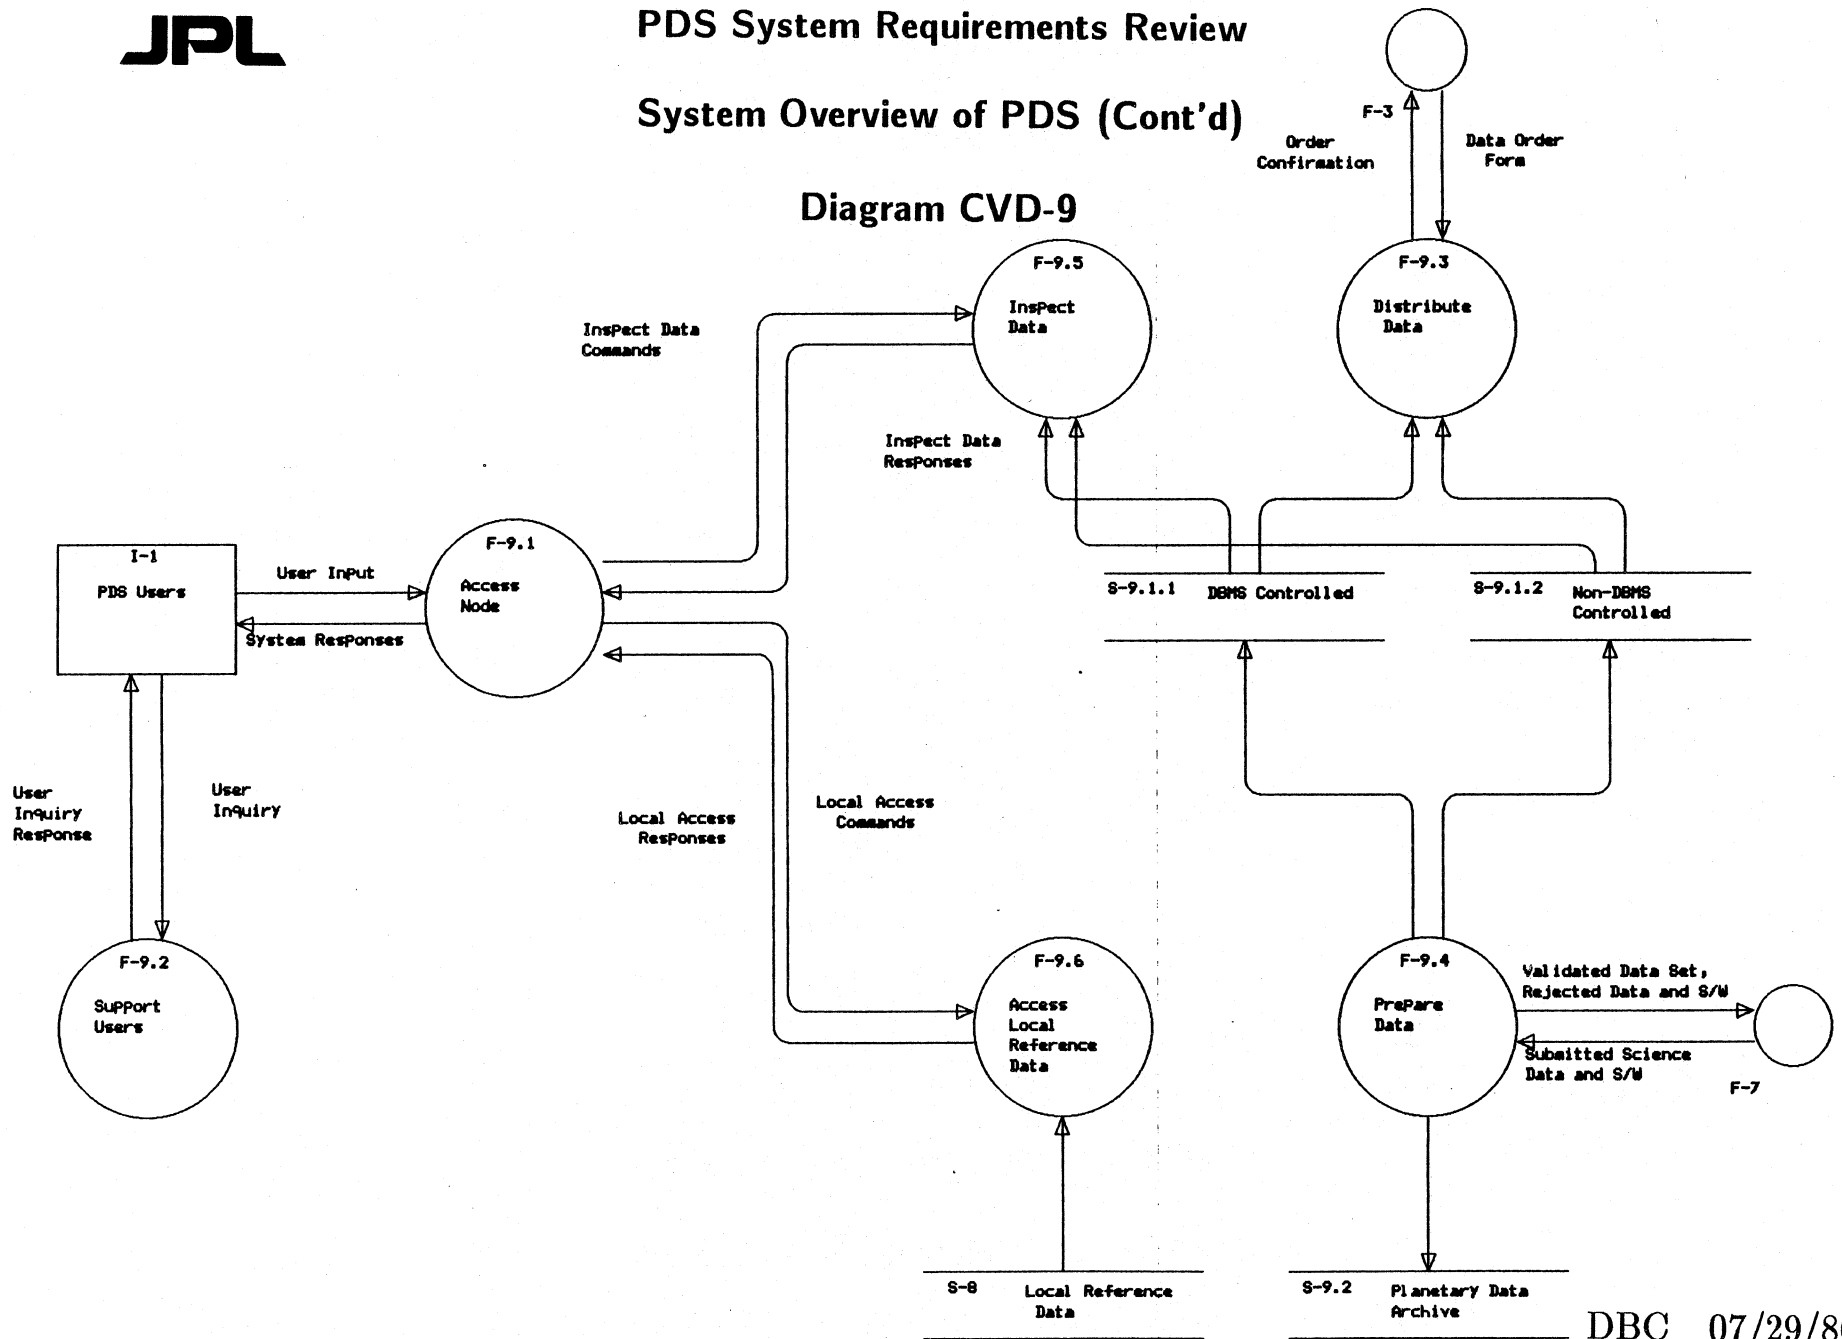 JPL
PDS System Requirements Review
System Overview of PDS (Cont'd)
Diagram CVD-9
F-3
Order
Confirmation
Data Order
Form
F-9.5
Inspect
Data
F-9.3
Distribute
Data
Inspect Data
Commands
Inspect Data
Responses
I-1
PDS Users
User Input
System Responses
F-9.1
Access
Node
S-9.1.1
DBMS Controlled
S-9.1.2
Non-DBMS
Controlled
User
Inquiry
Response
User
Inquiry
Local Access
Responses
Local Access
Commands
F-9.2
Support
Users
F-9.6
Access
Local
Reference
Data
F-9.4
Prepare
Data
Validated Data Set,
Rejected Data and S/W
Submitted Science
Data and S/W
F-7
S-8
Local Reference
Data
S-9.2
Planetary Data
Archive
DBC 07/29/8